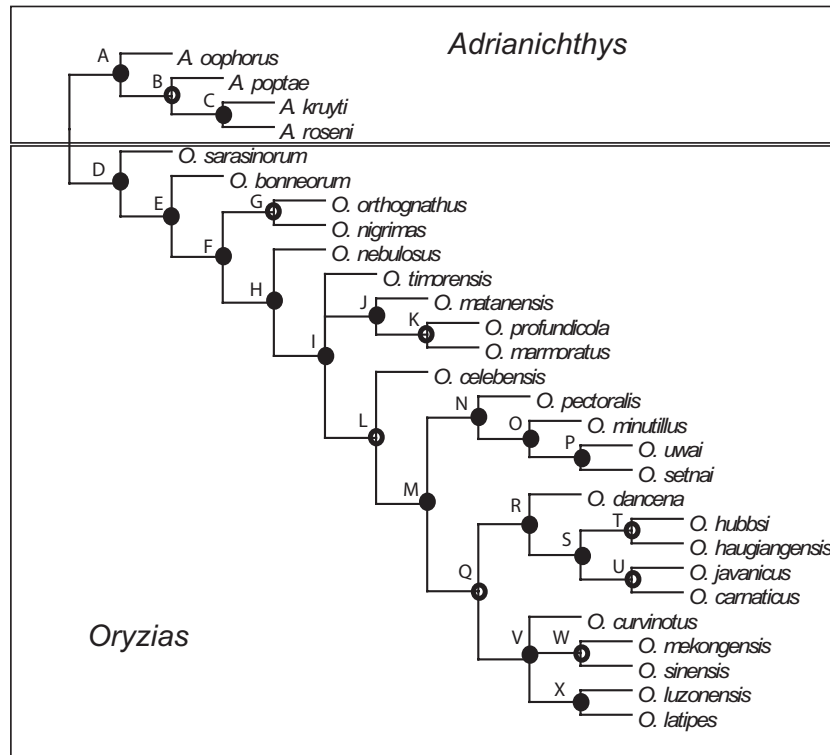 Adrianichthys
A
A. oophorus
B
A. poptae
C
A. kruyti
A. roseni
D
O. sarasinorum
E
O. bonneorum
F
G
O. orthognathus
O. nigrimas
H
O. nebulosus
I
O. timorensis
J
O. matanensis
K
O. profundicola
O. marmoratus
L
O. celebensis
M
N
O. pectoralis
O
O. minutillus
P
O. uwai
O. setnai
Q
R
O. dancena
S
T
O. hubbsi
O. haugiangensis
U
O. javanicus
O. carnaticus
V
O. curvinotus
W
O. mekongensis
O. sinensis
X
O. luzonensis
O. latipes
Oryzias